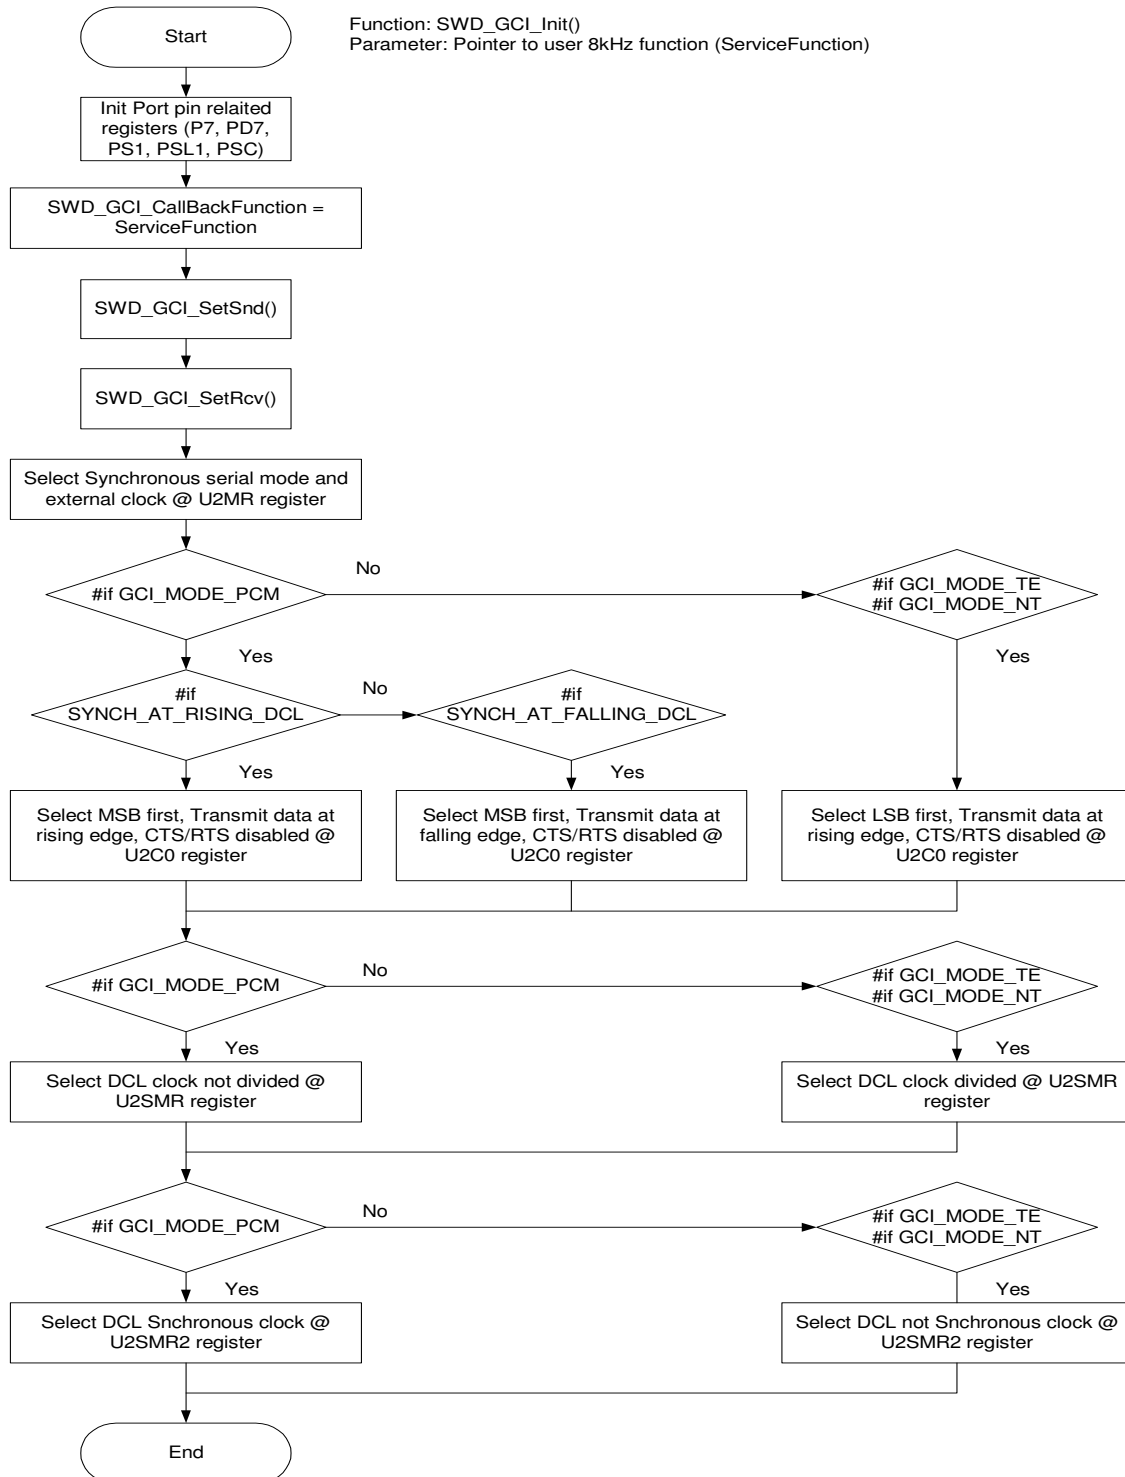 Start
Function: SWD_GCI_Init()
Parameter: Pointer to user 8kHz function (ServiceFunction)
Init Port pin relaited
registers (P7, PD7,
PS1, PSL1, PSC)
SWD_GCI_CallBackFunction =
ServiceFunction
SWD_GCI_SetSnd()
SWD_GCI_SetRcv()
Select Synchronous serial mode and
external clock @ U2MR register
#if GCI_MODE_PCM
No
#if GCI_MODE_TE
#if GCI_MODE_NT
Yes
Yes
#if
SYNCH_AT_RISING_DCL
No
#if
SYNCH_AT_FALLING_DCL
Yes
Yes
Select MSB first, Transmit data at
rising edge, CTS/RTS disabled @
U2C0 register
Select MSB first, Transmit data at
falling edge, CTS/RTS disabled @
U2C0 register
Select LSB first, Transmit data at
rising edge, CTS/RTS disabled @
U2C0 register
#if GCI_MODE_PCM
No
#if GCI_MODE_TE
#if GCI_MODE_NT
Yes
Yes
Select DCL clock not divided @
U2SMR register
Select DCL clock divided @ U2SMR
register
#if GCI_MODE_PCM
No
#if GCI_MODE_TE
#if GCI_MODE_NT
Yes
Yes
Select DCL Snchronous clock @
U2SMR2 register
Select DCL not Snchronous clock @
U2SMR2 register
End